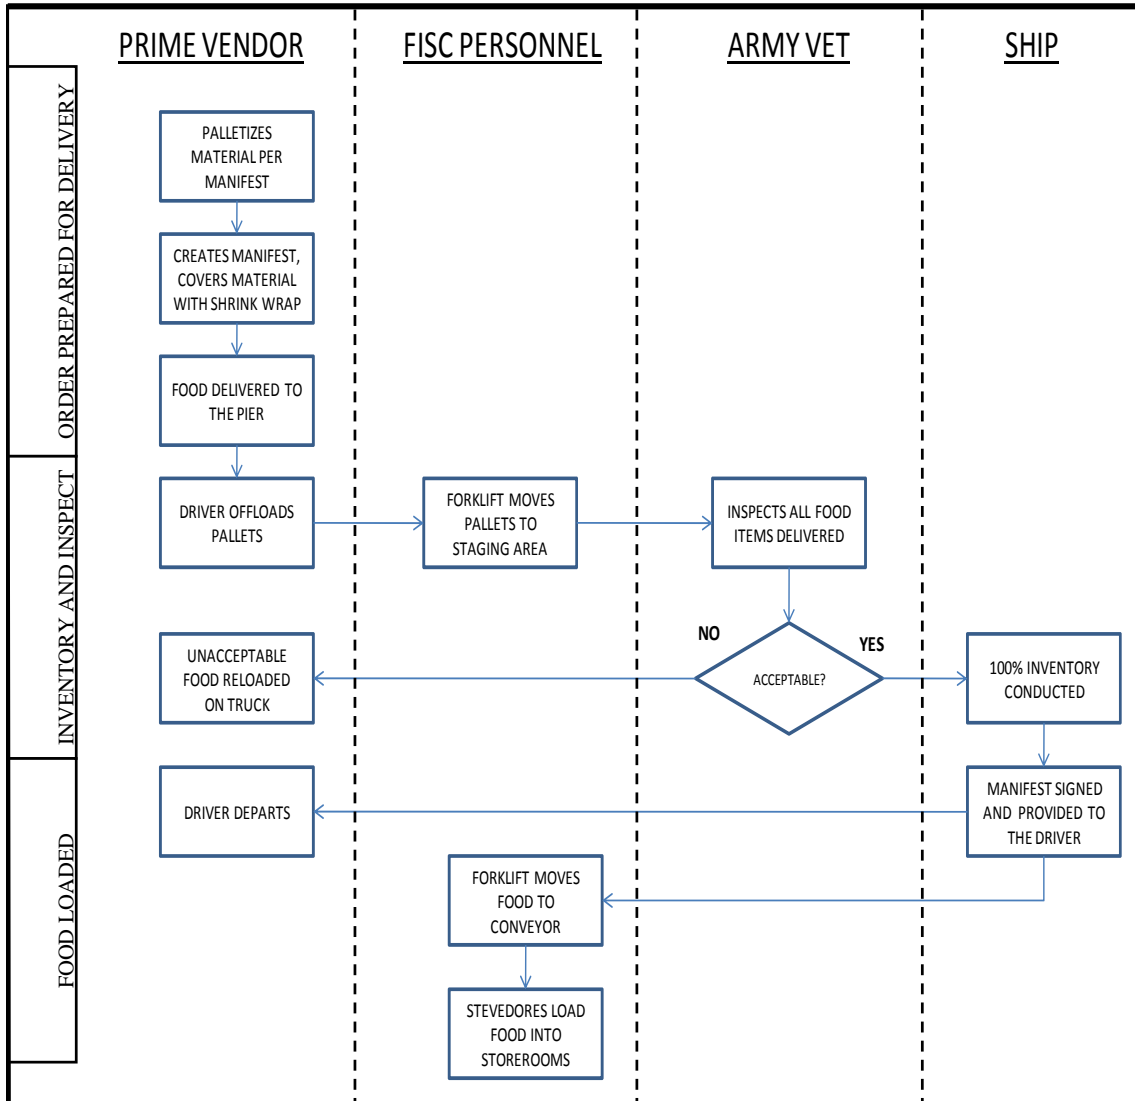 PRIME VENDOR
FISC PERSONNEL
ARMY VET
SHIP
ORDER PREPARED FOR DELIVERY
PALLETIZES
MATERIAL PER
MANIFEST
CREATES MANIFEST,
COVERS MATERIAL
WITH SHRINK WRAP
FOOD DELIVERED TO
THE PIER
INVENTORY AND INSPECT
DRIVER OFFLOADS
PALLETS
FORKLIFT MOVES
PALLETS TO
STAGING AREA
INSPECTS ALL FOOD
ITEMS DELIVERED
NO
YES
UNACCEPTABLE
FOOD RELOADED
ON TRUCK
ACCEPTABLE?
100% INVENTORY
CONDUCTED
FOOD LOADED
DRIVER DEPARTS
MANIFEST SIGNED
AND PROVIDED TO
THE DRIVER
FORKLIFT MOVES
FOOD TO
CONVEYOR
STEVEDORES LOAD
FOOD INTO
STOREROOMS